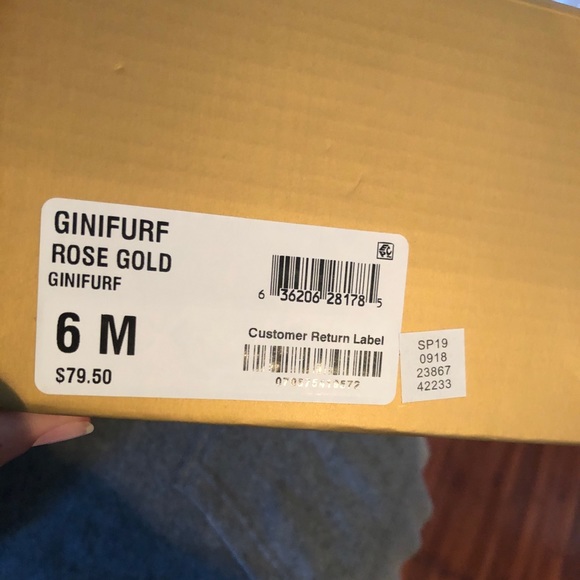 GINIFURF
ROSE GOLD
GINIFURF
6 M
$79.50
6 36206 28178 5
Customer Return Label
SP19
0918
23867
42233